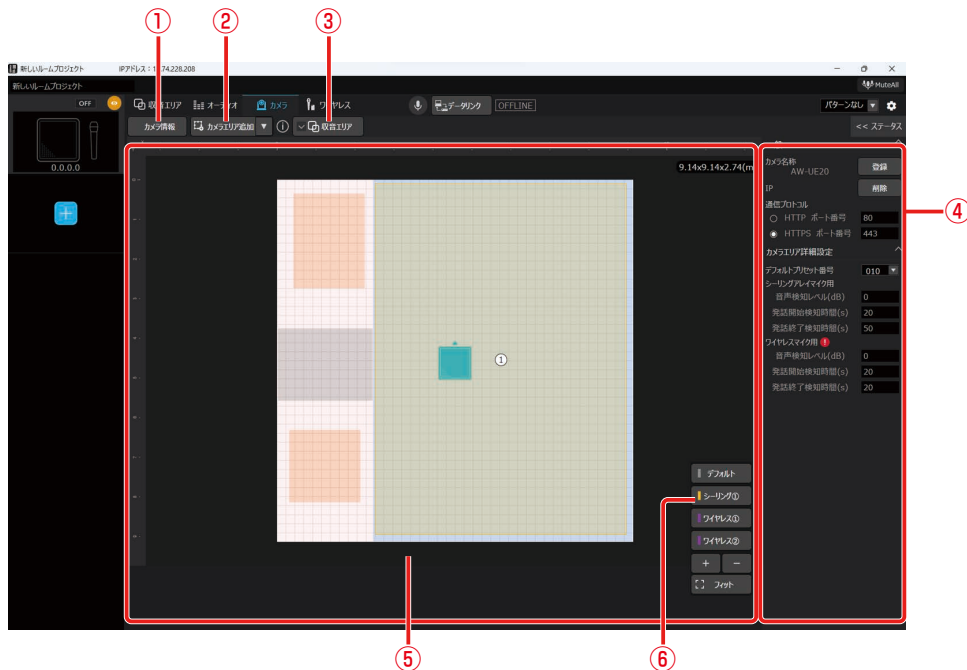 ① ② ③
新しいルームプロジェクト IPアドレス：1 .74.228.208
新しいルームプロジェクト MuteAll
OFF 収音エリア オーディオ カメラ ワイヤレス データリンク OFFLINE パターンなし
カメラ情報 カメラエリア追加 収音エリア << ステータス
0.0.0.0
9.14x9.14x2.74(m
カメラ名称 登録
AW-UE20
IP 削除
通信プロトコル
HTTP ポート番号 80
HTTPS ポート番号 443
④
カメラエリア詳細設定
デフォルトプリセット番号 010
シーリングアレイマイク用
音声検知レベル(dB) 0
発話開始検知時間(s) 20
発話終了検知時間(s) 50
ワイヤレスマイク用 !
音声検知レベル(dB) 0
発話開始検知時間(s) 20
発話終了検知時間(s) 20
①
デフォルト
シーリング①
ワイヤレス①
ワイヤレス②
+ −
フィット
⑤ ⑥